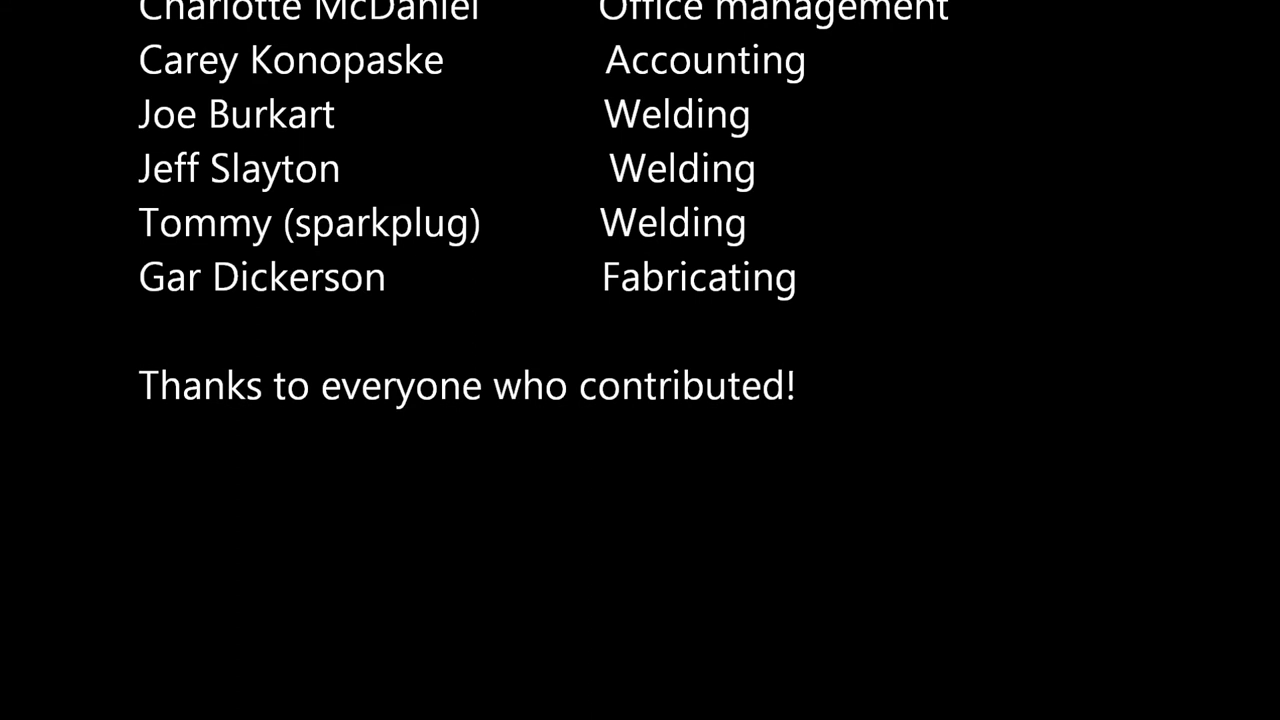 Charlotte McDaniel Office management
Carey Konopaske Accounting
Joe Burkart Welding
Jeff Slayton Welding
Tommy (sparkplug) Welding
Gar Dickerson Fabricating
Thanks to everyone who contributed!